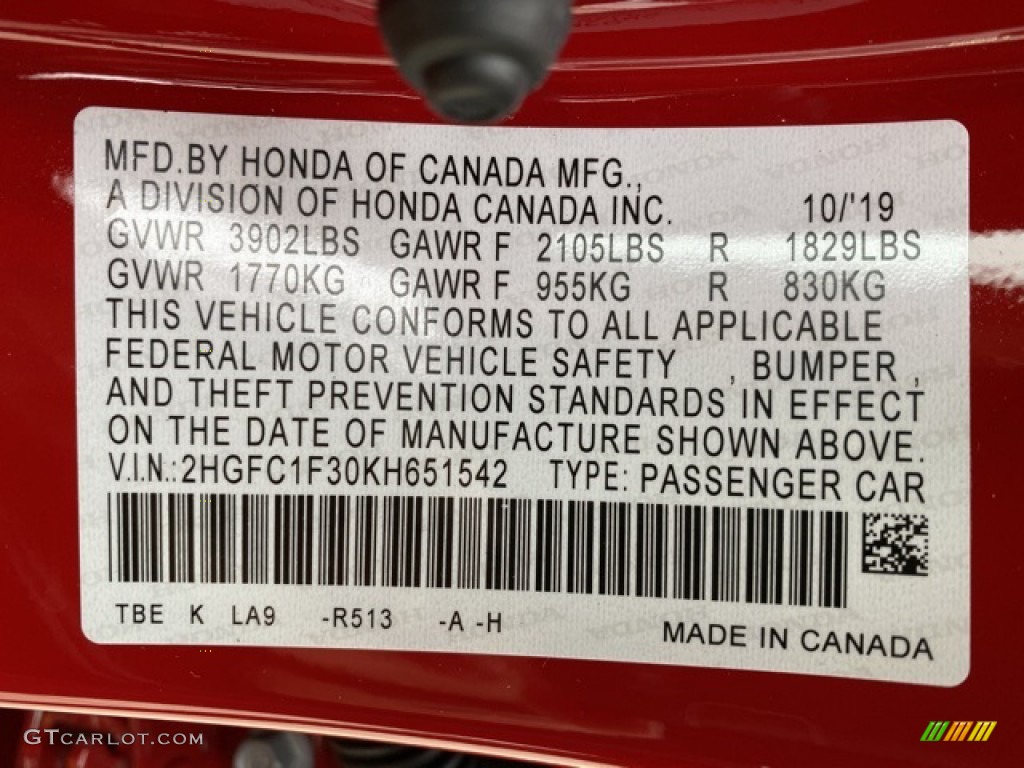 MFD.BY HONDA OF CANADA MFG.,
A DIVISION OF HONDA CANADA INC. 10/'19
GVWR 3902LBS GAWR F 2105LBS R 1829LBS
GVWR 1770KG GAWR F 955KG R 830KG
THIS VEHICLE CONFORMS TO ALL APPLICABLE
FEDERAL MOTOR VEHICLE SAFETY , BUMPER ,
AND THEFT PREVENTION STANDARDS IN EFFECT
ON THE DATE OF MANUFACTURE SHOWN ABOVE.
V.I.N.:2HGFC1F30KH651542 TYPE: PASSENGER CAR
TBE K LA9 -R513 -A -H
MADE IN CANADA
GTCARLOT.COM